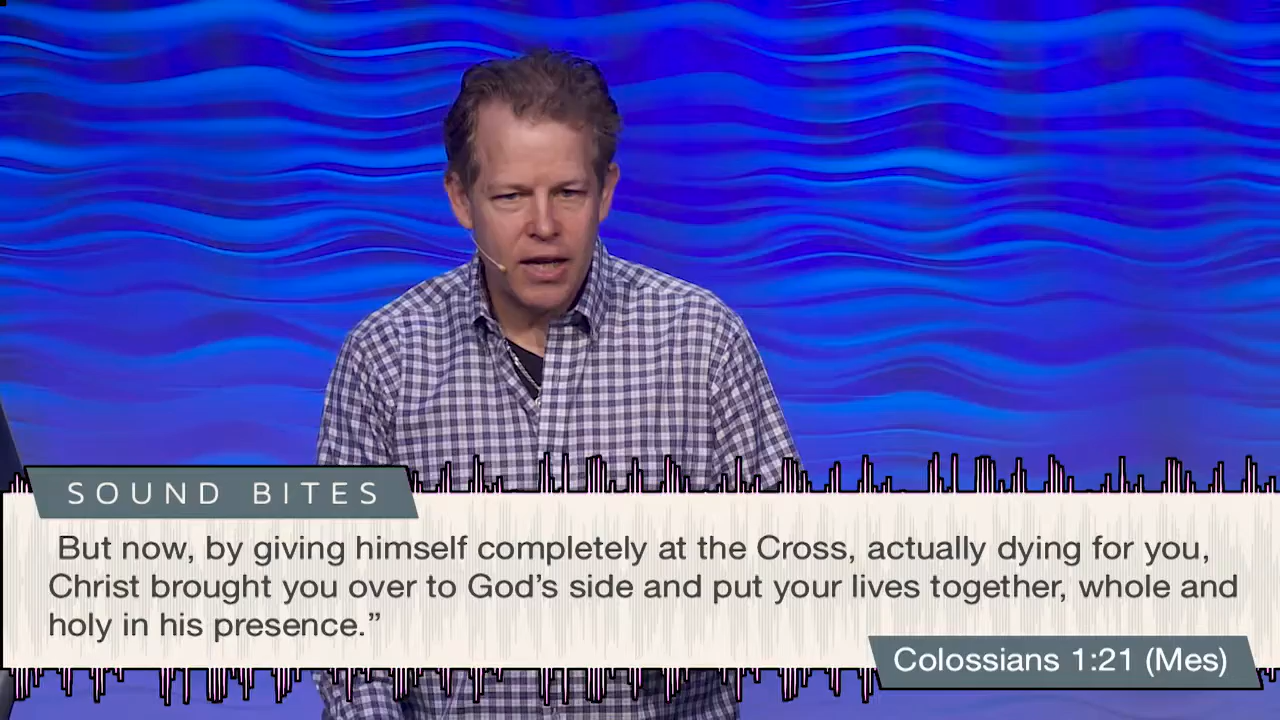 SOUND BITES
But now, by giving himself completely at the Cross, actually dying for you,
Christ brought you over to God’s side and put your lives together, whole and
holy in his presence.”
Colossians 1:21 (Mes)